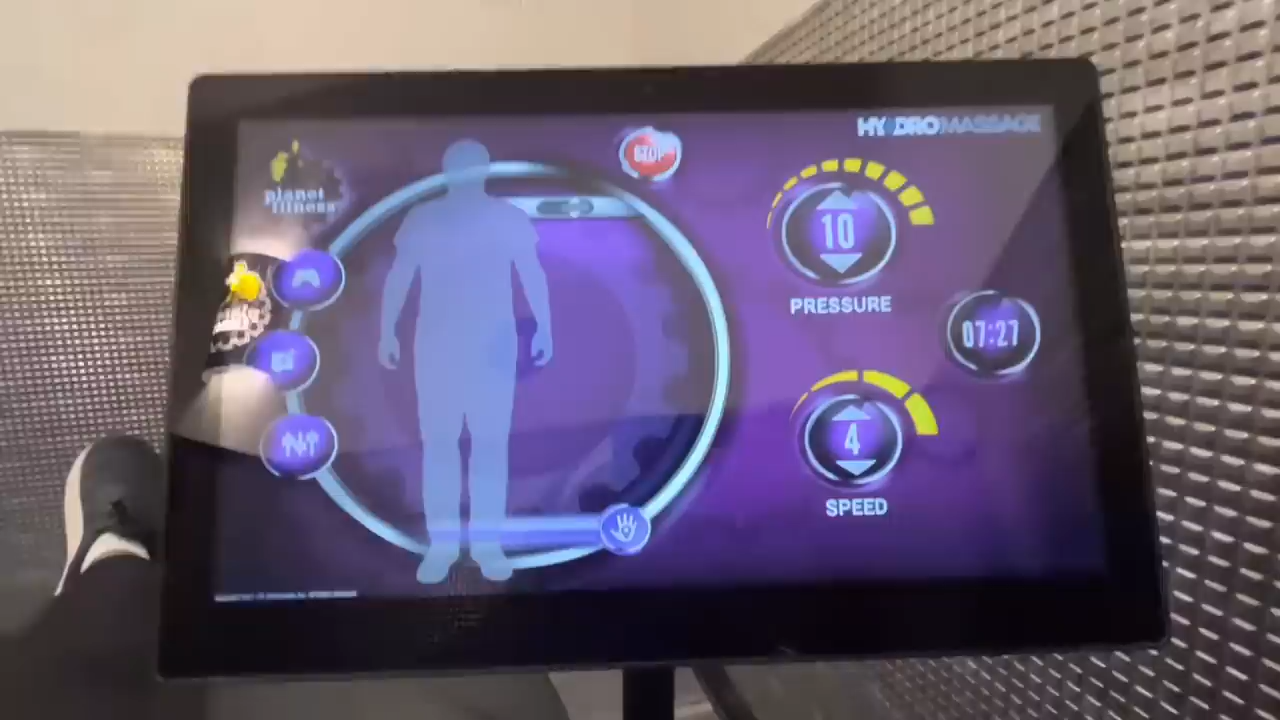 HYDROMASSAGE
planet
fitness
STOP
10
PRESSURE
07:27
4
SPEED